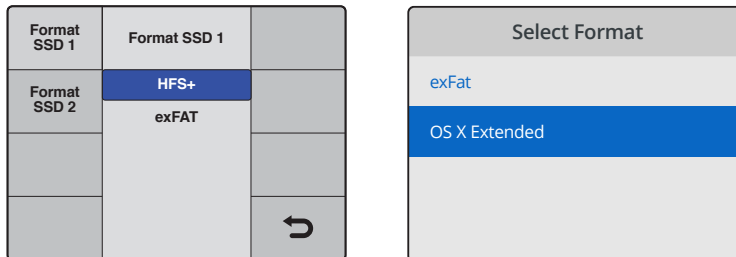 Format
SSD 1
Format SSD 1
Format
SSD 2
HFS+
exFAT
Select Format
exFat
OS X Extended